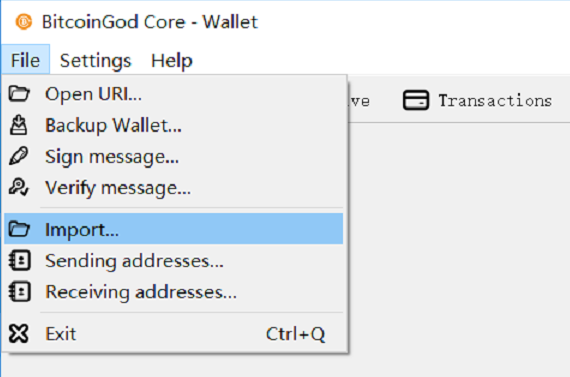 BitcoinGod Core - Wallet
File Settings Help
Open URI...
ve Transactions
Backup Wallet...
Sign message...
Verify message...
Import...
Sending addresses...
Receiving addresses...
Exit Ctrl+Q